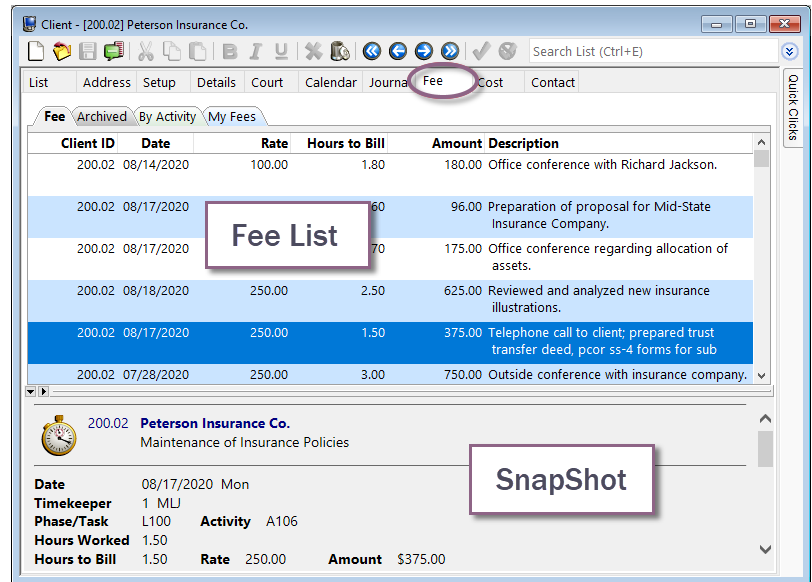 Client - [200.02] Peterson Insurance Co.
B I U Search List (Ctrl+E)
List Address Setup Details Court Calendar Journa Fee Cost Contact
Quick Clicks
Fee Archived By Activity My Fees
Client ID Date Rate Hours to Bill Amount Description
200.02 08/14/2020 100.00 1.80 180.00 Office conference with Richard Jackson.
200.02 08/17/2020 60 96.00 Preparation of proposal for Mid-State
Insurance Company.
Fee List
200.02 08/17/2020 70 175.00 Office conference regarding allocation of
assets.
200.02 08/18/2020 250.00 2.50 625.00 Reviewed and analyzed new insurance
illustrations.
200.02 08/17/2020 250.00 1.50 375.00 Telephone call to client; prepared trust
transfer deed, pcor ss-4 forms for sub
200.02 07/28/2020 250.00 3.00 750.00 Outside conference with insurance company.
200.02 Peterson Insurance Co.
Maintenance of Insurance Policies
SnapShot
Date 08/17/2020 Mon
Timekeeper 1 MLJ
Phase/Task L100 Activity A106
Hours Worked 1.50
Hours to Bill 1.50 Rate 250.00 Amount $375.00